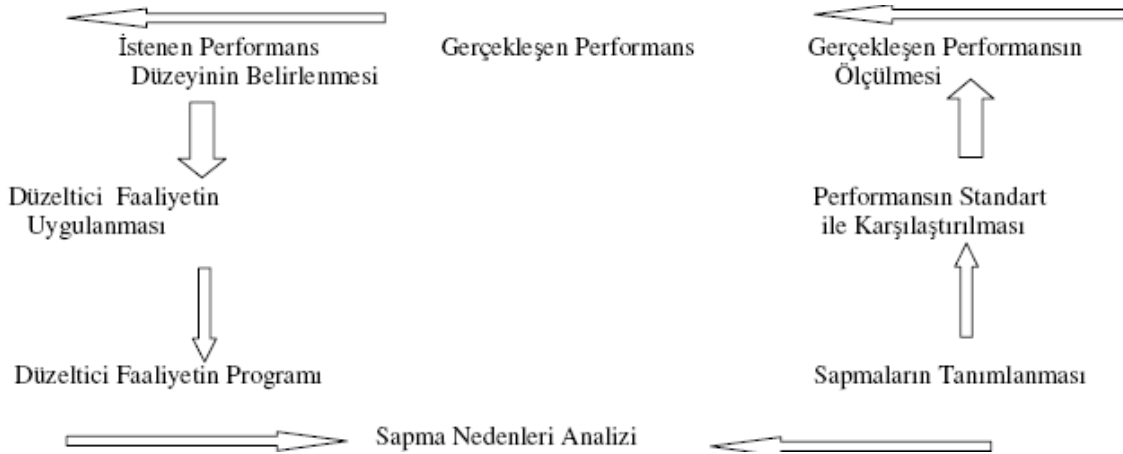 İstenen Performans Gerçekleşen Performans Gerçekleşen Performansın
Düzeyinin Belirlenmesi Ölçülmesi
Düzeltici Faaliyetin Performansın Standart
Uygulanması ile Karşılaştırılması
Düzeltici Faaliyetin Programı Sapmaların Tanımlanması
Sapma Nedenleri Analizi